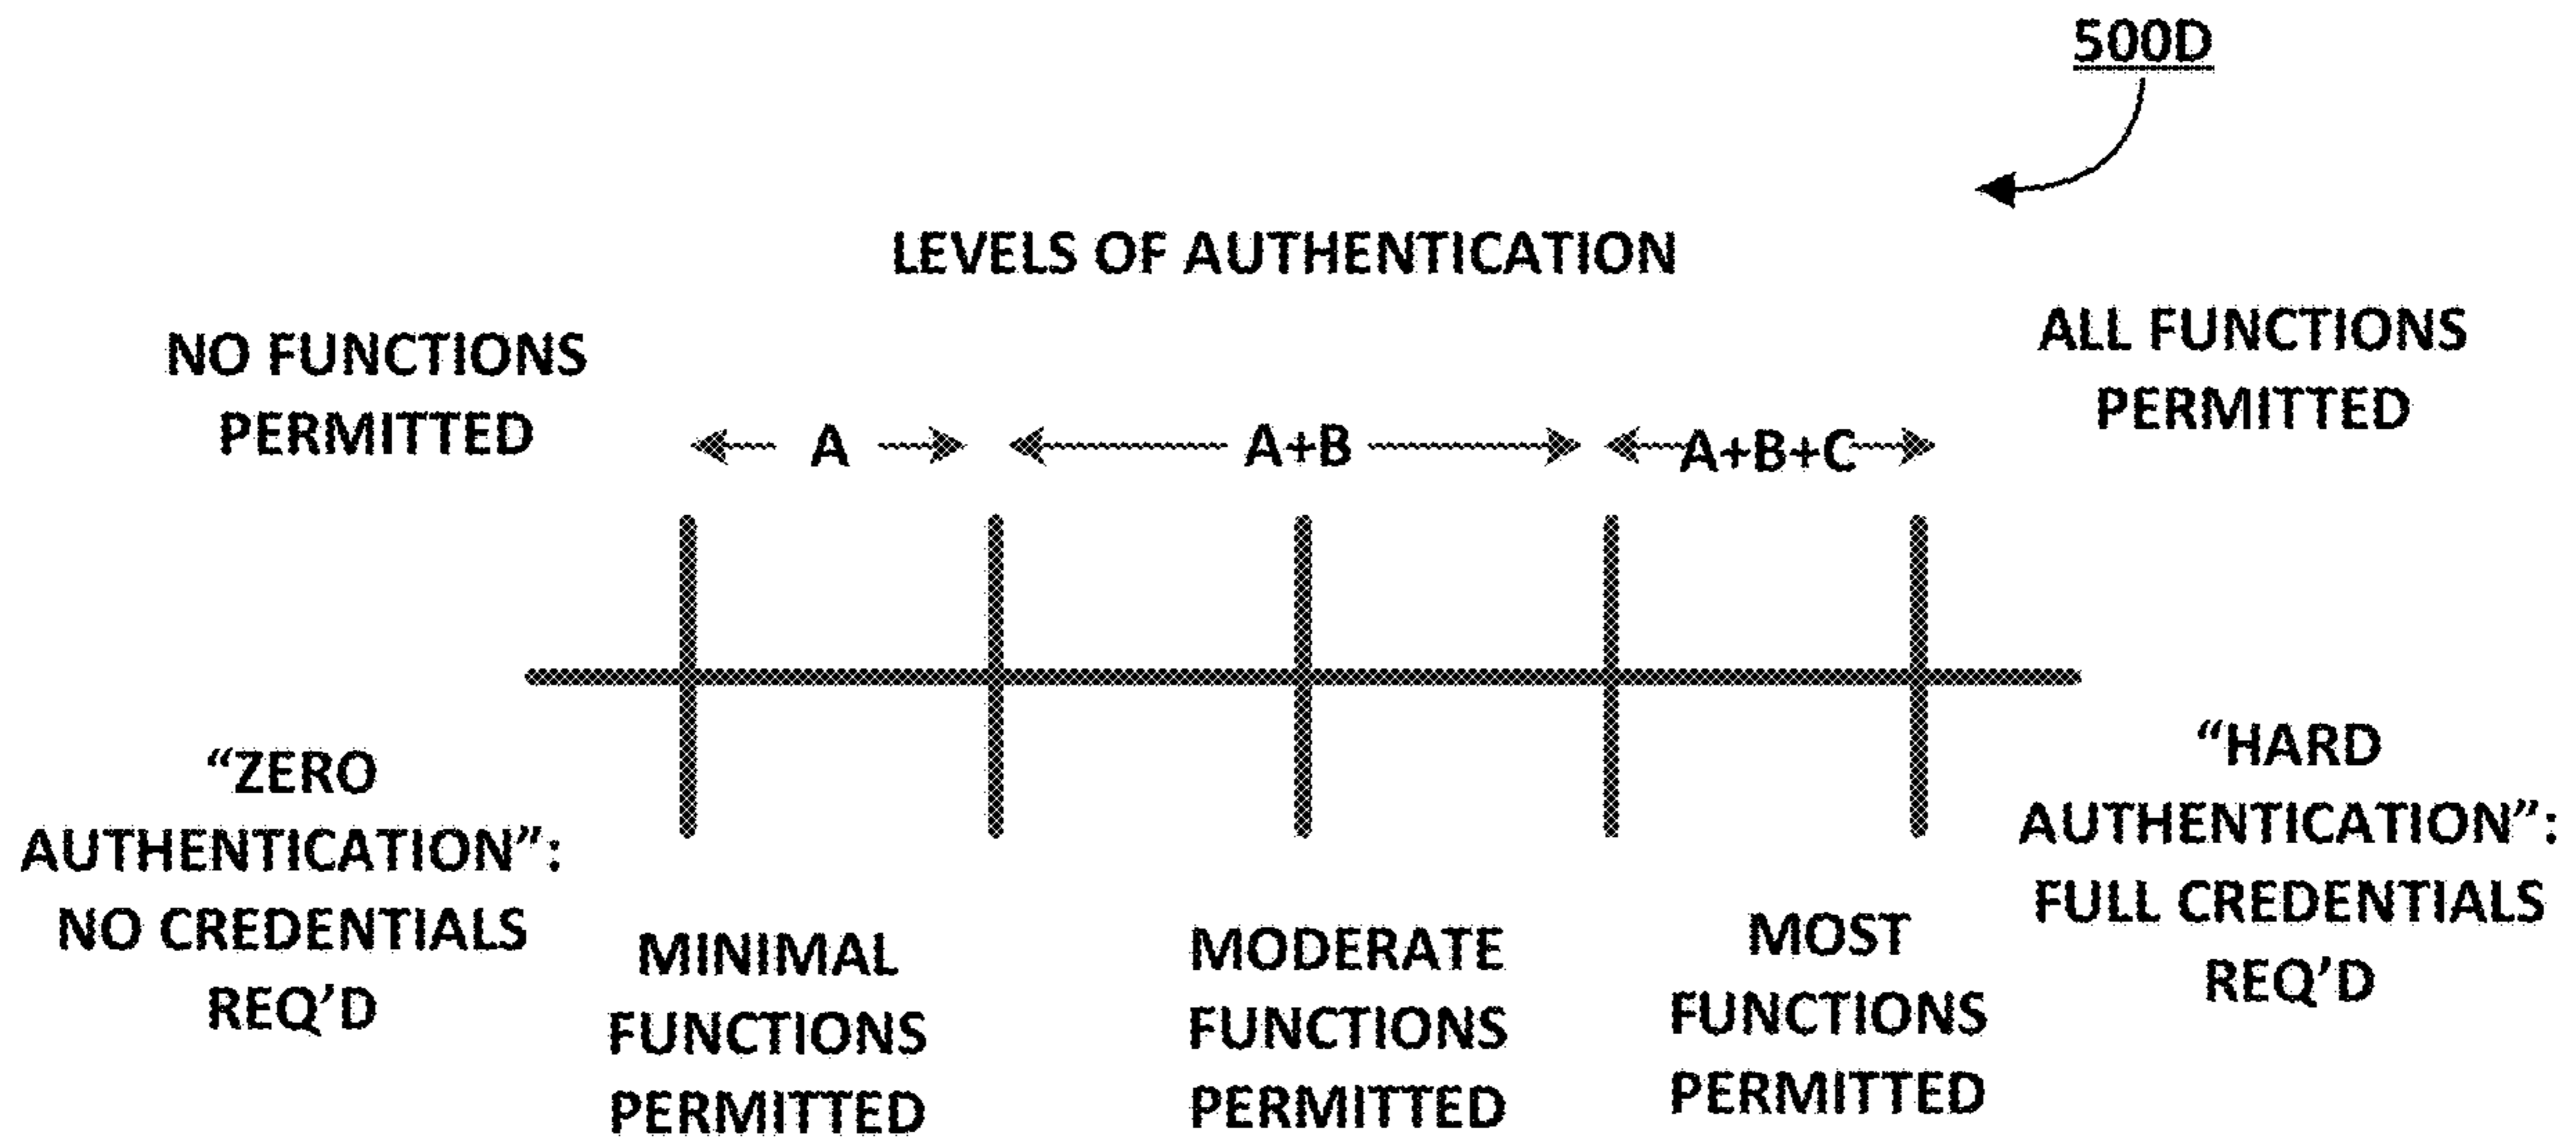 500D
LEVELS OF AUTHENTICATION
NO FUNCTIONS
PERMITTED
ALL FUNCTIONS
PERMITTED
A
A+B
A+B+C
“ZERO
AUTHENTICATION”:
NO CREDENTIALS
REQ’D
MINIMAL
FUNCTIONS
PERMITTED
MODERATE
FUNCTIONS
PERMITTED
MOST
FUNCTIONS
PERMITTED
“HARD
AUTHENTICATION”:
FULL CREDENTIALS
REQ’D